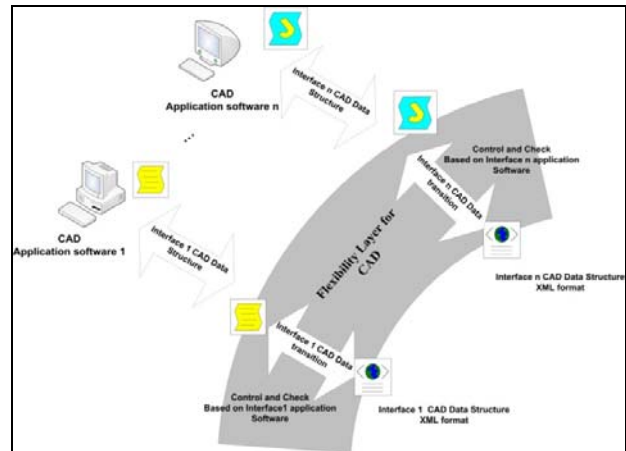 CAD
Application software n
Interface n CAD Data
Structure
...
CAD
Application software 1
Interface 1 CAD Data
Structure
Control and Check
Based on Interface n application
Software
Interface n CAD Data
transition
Flexibility Layer for
CAD
Interface n CAD Data Structure
XML format
Interface 1 CAD Data
transition
Control and Check
Based on Interface1 application
Software
Interface 1 CAD Data Structure
XML format